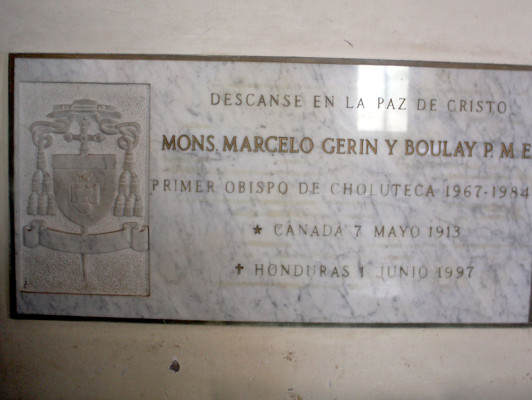 DESCANSE EN LA PAZ DE CRISTO
MONS. MARCELO GERIN Y BOULAY P. M. E
PRIMER OBISPO DE CHOLUTECA 1967-1984
★ CANADA 7 MAYO 1913
✝ HONDURAS 1 JUNIO 1997